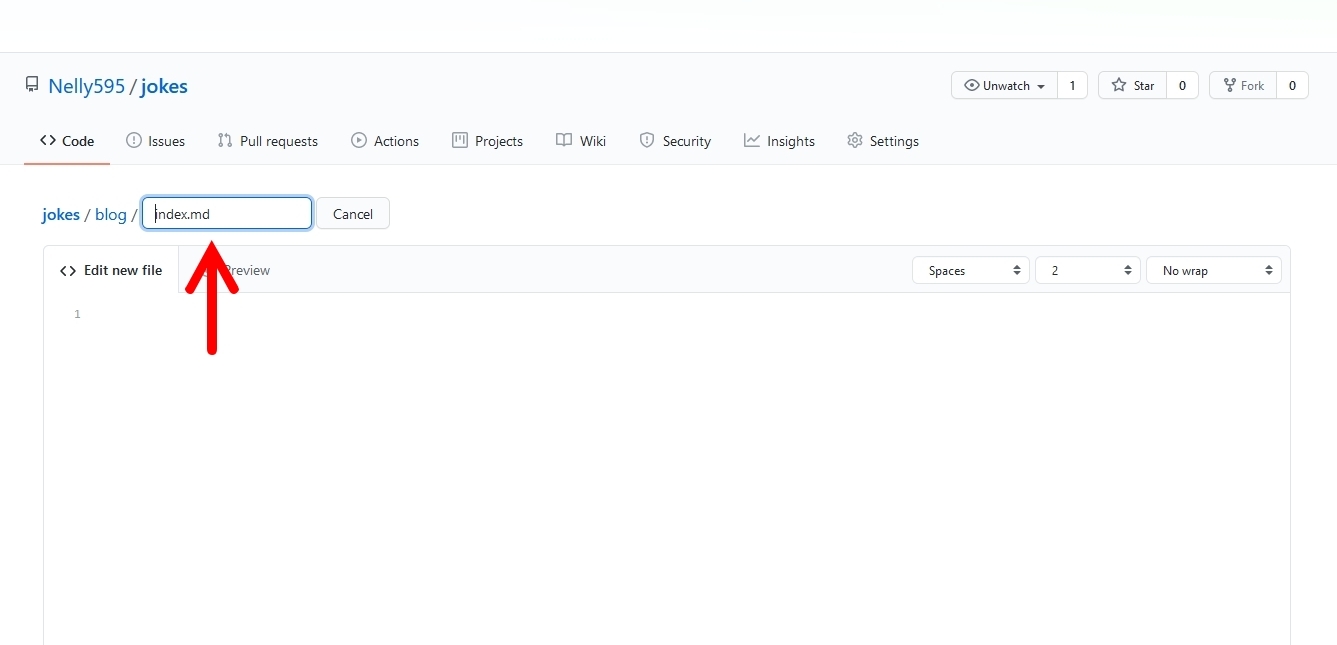 Nelly595 / jokes
Unwatch 1 Star 0 Fork 0
Code Issues Pull requests Actions Projects Wiki Security Insights Settings
jokes / blog / index.md Cancel
Edit new file Preview Spaces 2 No wrap
1